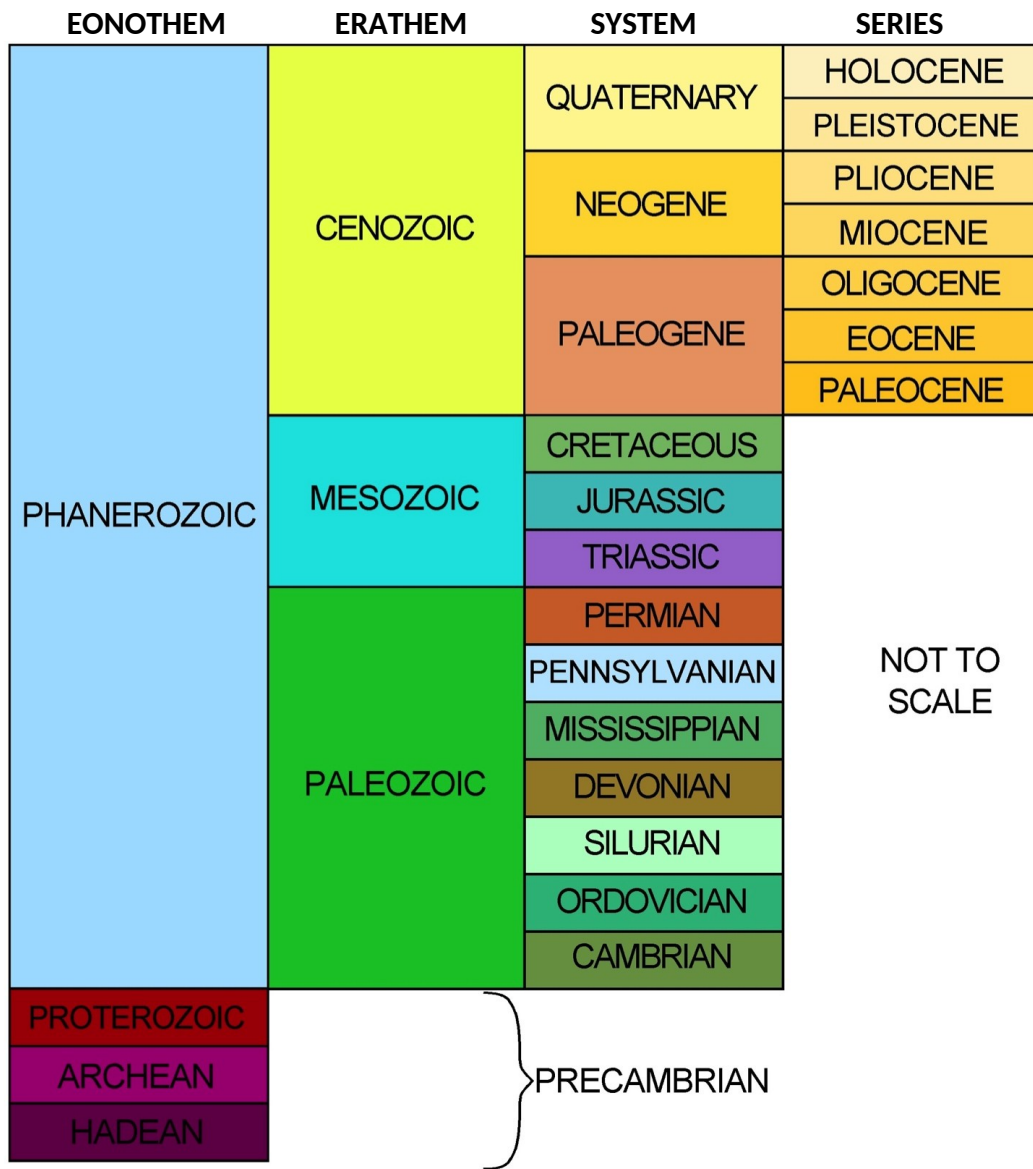 EONOTHEM ERATHEM SYSTEM SERIES
HOLOCENE
QUATERNARY
PLEISTOCENE
PLIOCENE
NEOGENE
CENOZOIC
MIOCENE
OLIGOCENE
PALEOGENE
EOCENE
PALEOCENE
CRETACEOUS
MESOZOIC
JURASSIC
PHANEROZOIC
TRIASSIC
PERMIAN
PENNSYLVANIAN
NOT TO
SCALE
MISSISSIPPIAN
PALEOZOIC
DEVONIAN
SILURIAN
ORDOVICIAN
CAMBRIAN
PROTEROZOIC
ARCHEAN
PRECAMBRIAN
HADEAN